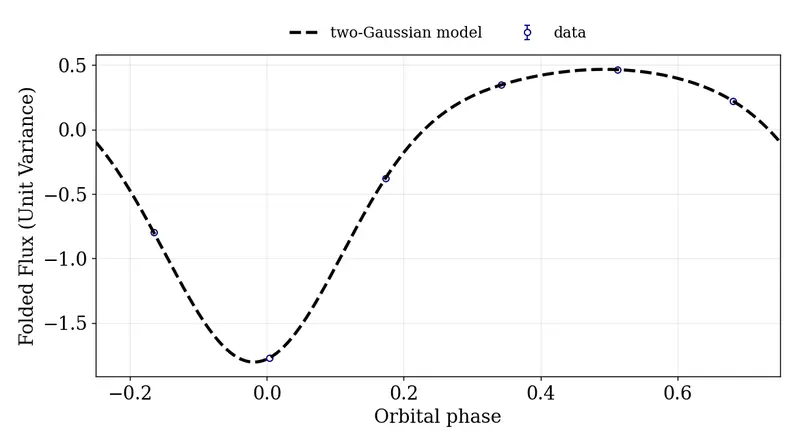 two-Gaussian model data
Folded Flux (Unit Variance)
0.5
0.0
−0.5
−1.0
−1.5
−0.2 0.0 0.2 0.4 0.6
Orbital phase